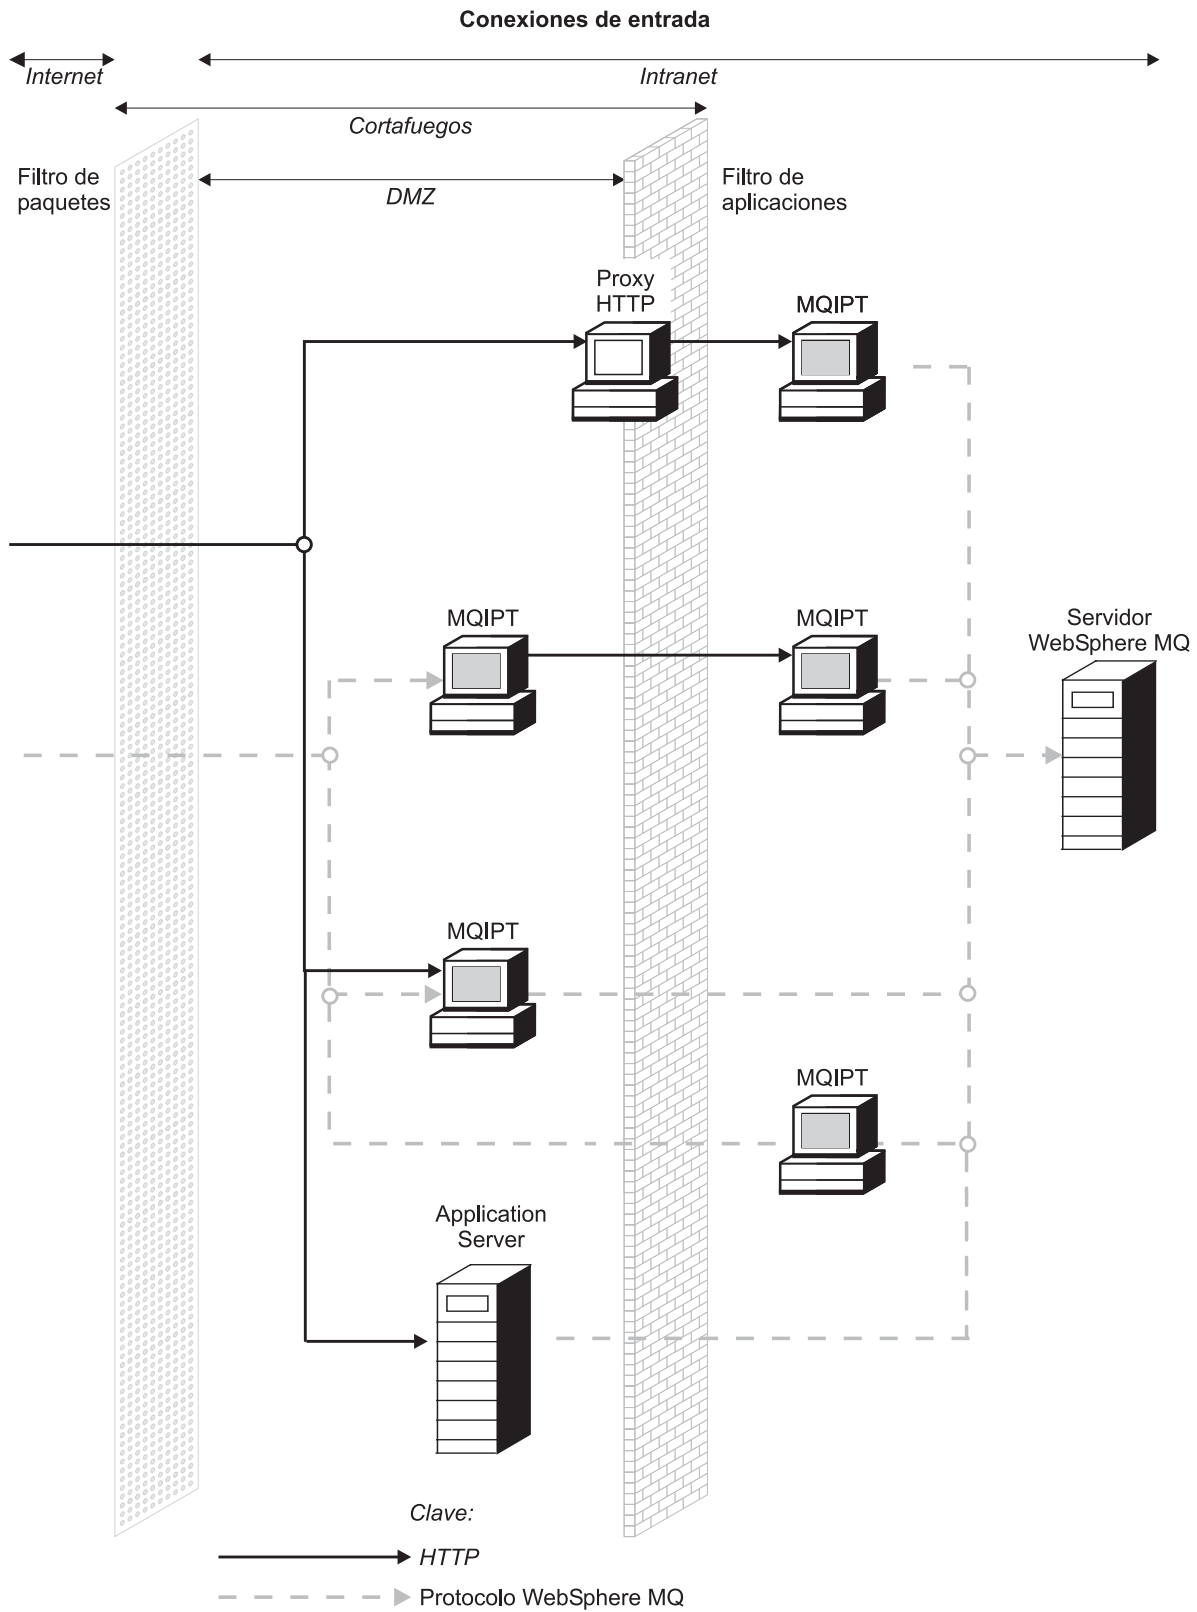 Conexiones de entrada
Internet
Intranet
Cortafuegos
Filtro de
paquetes
DMZ
Filtro de
aplicaciones
Proxy
HTTP
MQIPT
MQIPT
MQIPT
Servidor
WebSphere MQ
MQIPT
MQIPT
Application
Server
Clave:
HTTP
Protocolo WebSphere MQ